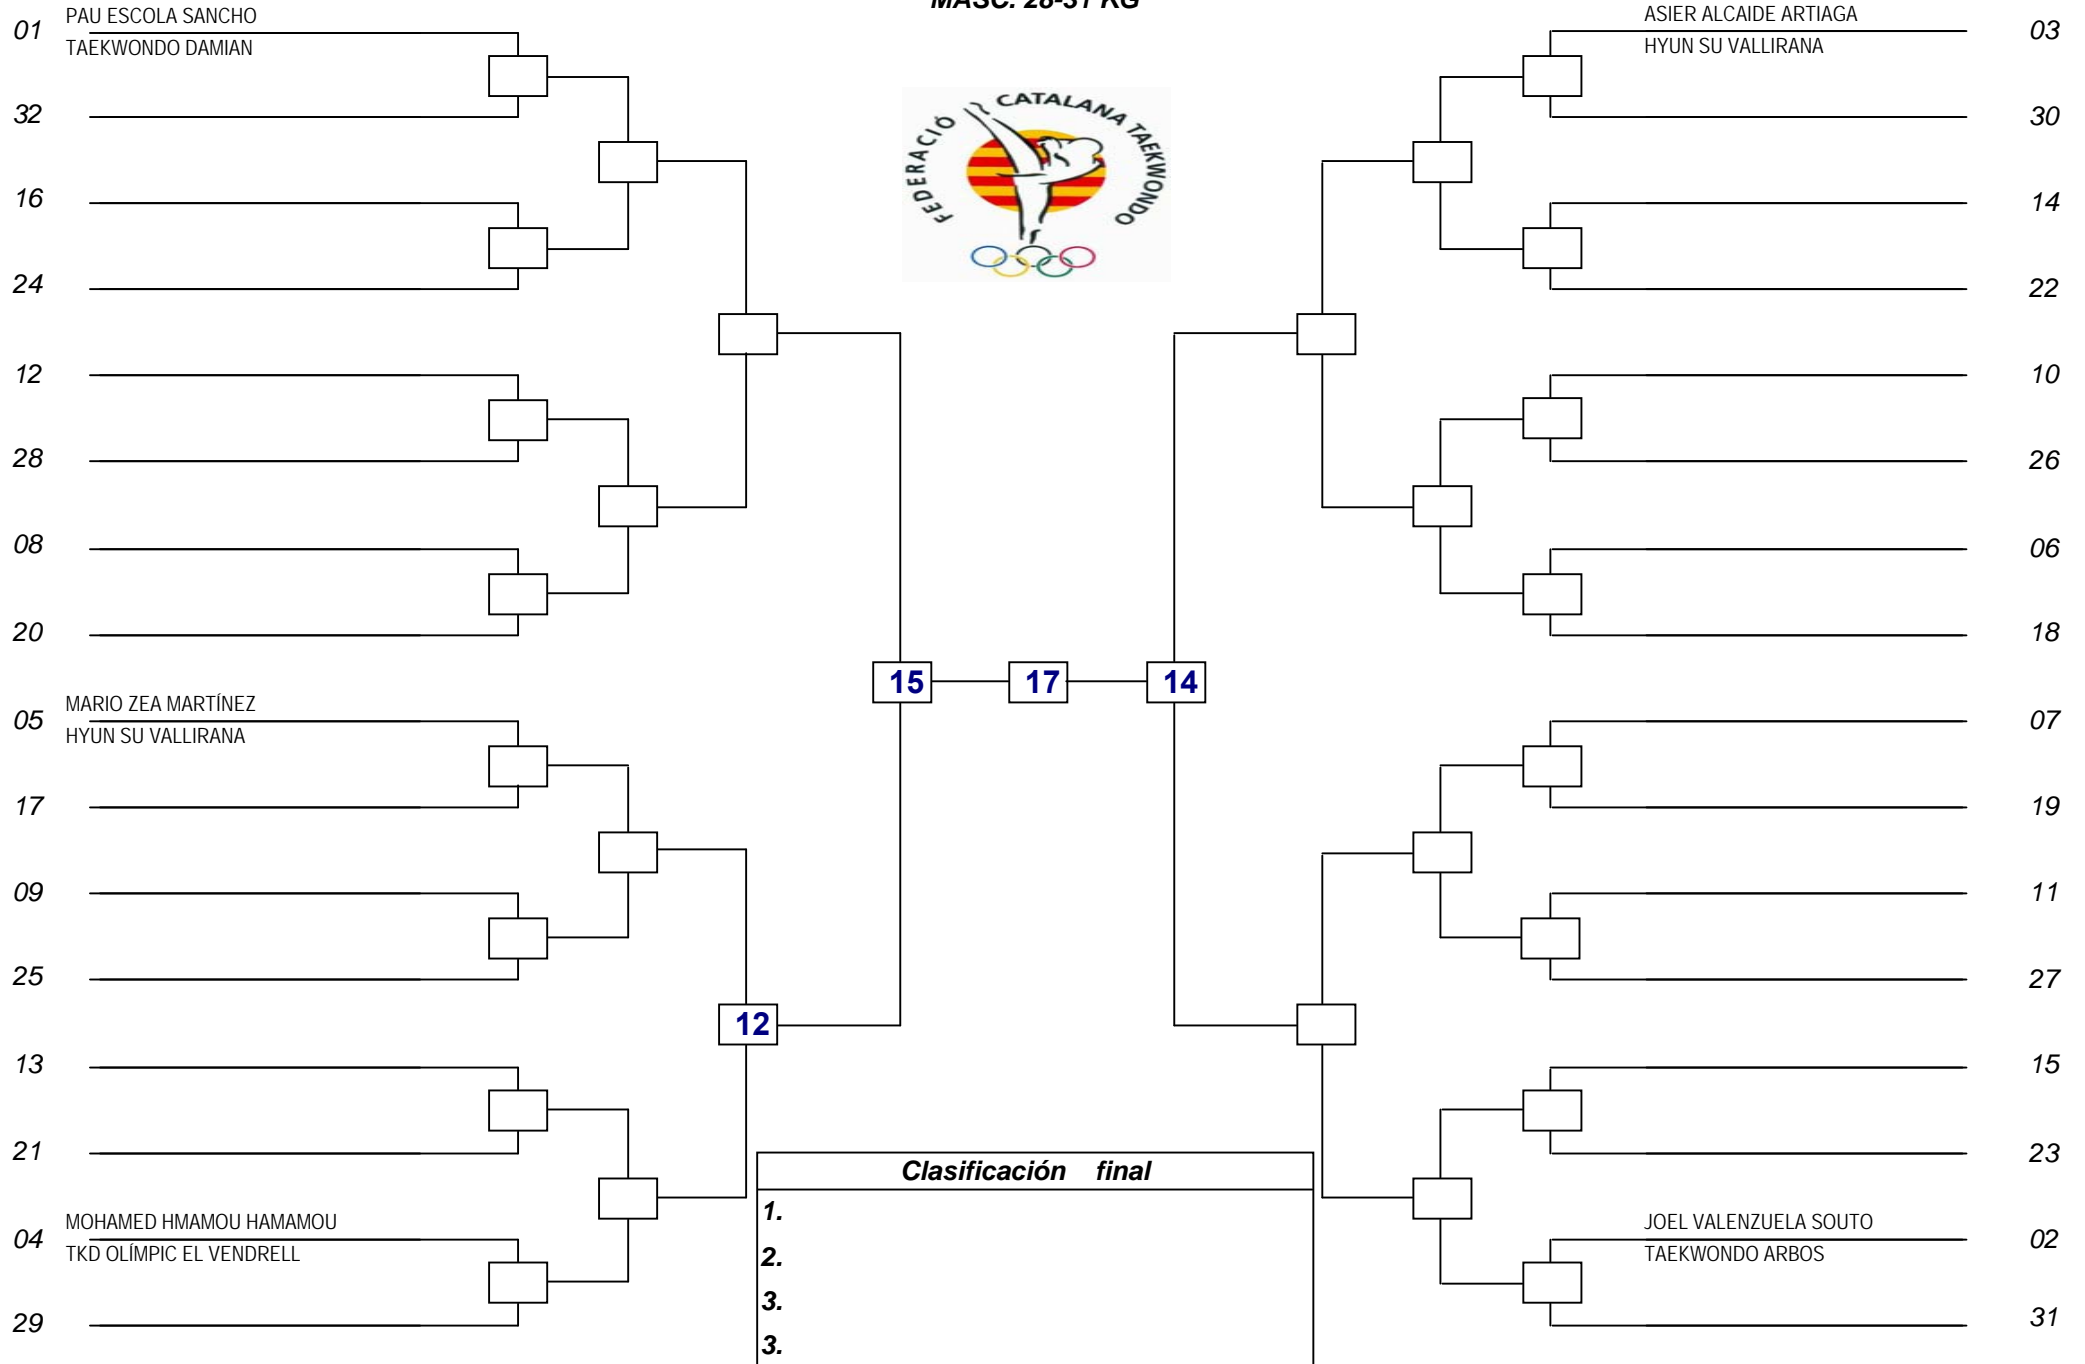 MASC. 28-31 KG
01 PAU ESCOLA SANCHO
TAEKWONDO DAMIAN
32
16
24
12
28
08
20
05 MARIO ZEA MARTÍNEZ
HYUN SU VALLIRANA
17
09
25
13
21
04 MOHAMED HMAMOU HAMAMOU
TKD OLÍMPIC EL VENDRELL
29
12
FEDERACIÓ CATALANA TAEKWONDO
15 17 14
ASIER ALCAIDE ARTIAGA 03
HYUN SU VALLIRANA
30
14
22
10
26
06
18
07
19
11
27
15
23
JOEL VALENZUELA SOUTO 02
TAEKWONDO ARBOS
31
Clasificación final
1.
2.
3.
3.